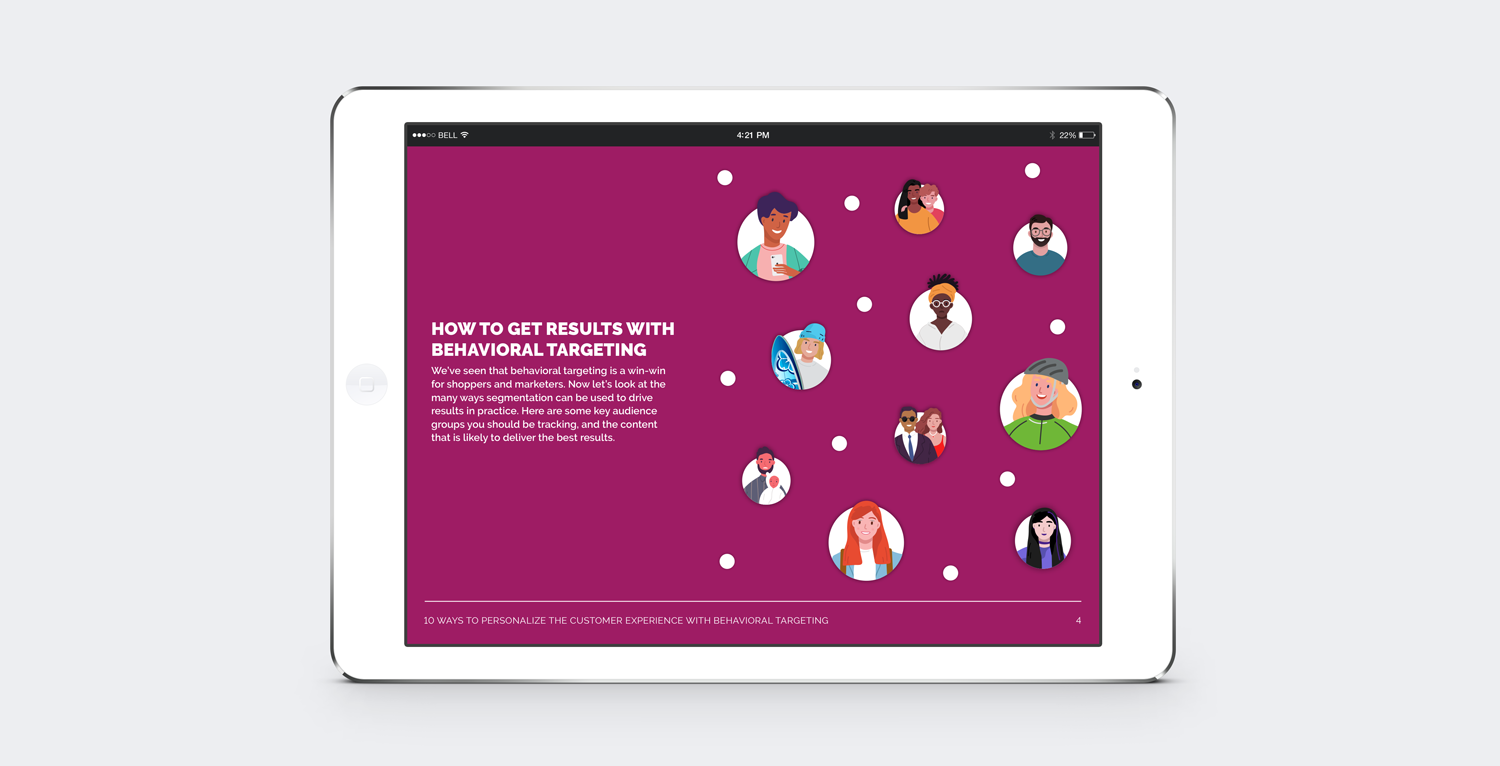 BELL
4:21 PM
22%
HOW TO GET RESULTS WITH
BEHAVIORAL TARGETING
We've seen that behavioral targeting is a win-win
for shoppers and marketers. Now let's look at the
many ways segmentation can be used to drive
results in practice. Here are some key audience
groups you should be tracking, and the content
that is likely to deliver the best results.
10 WAYS TO PERSONALIZE THE CUSTOMER EXPERIENCE WITH BEHAVIORAL TARGETING
4